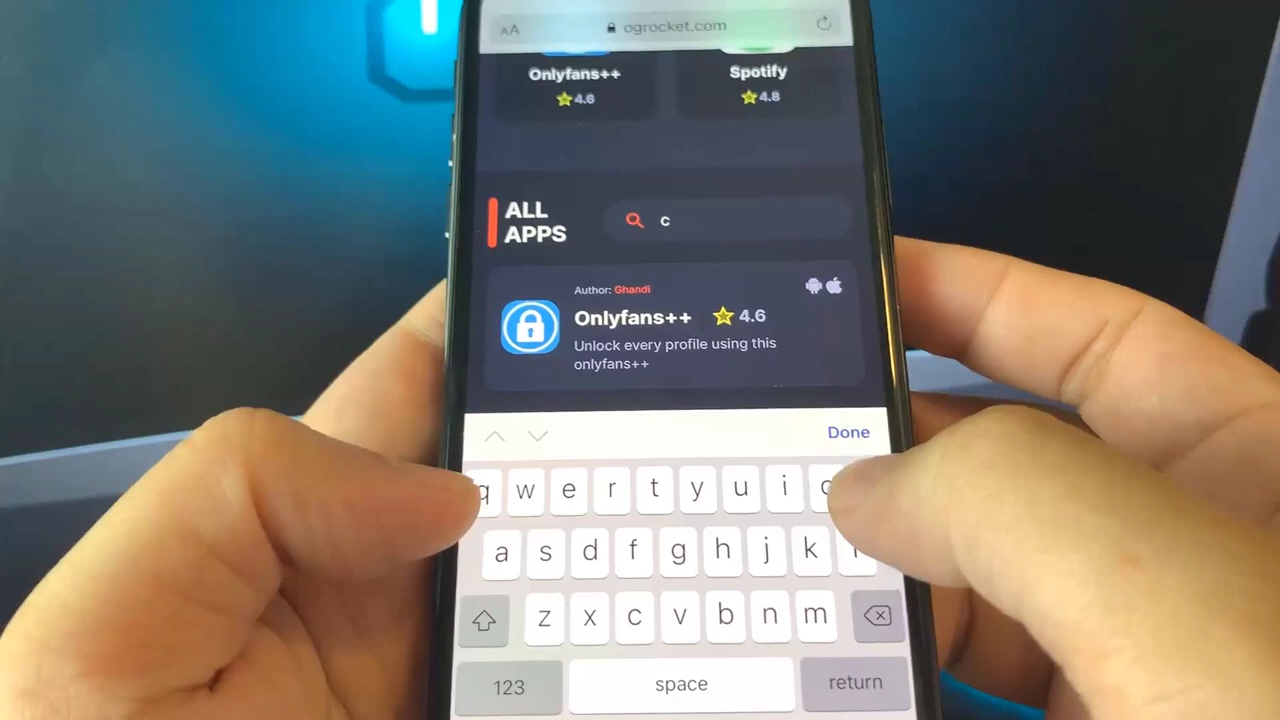 AA ogrocket.com
Onlyfans++ Spotify
4.6 4.8
ALL
APPS
c
Author: Ghandi
Onlyfans++ 4.6
Unlock every profile using this
onlyfans++
Done
q w e r t y u i
a s d f g h j k
z x c v b n m
123 space return